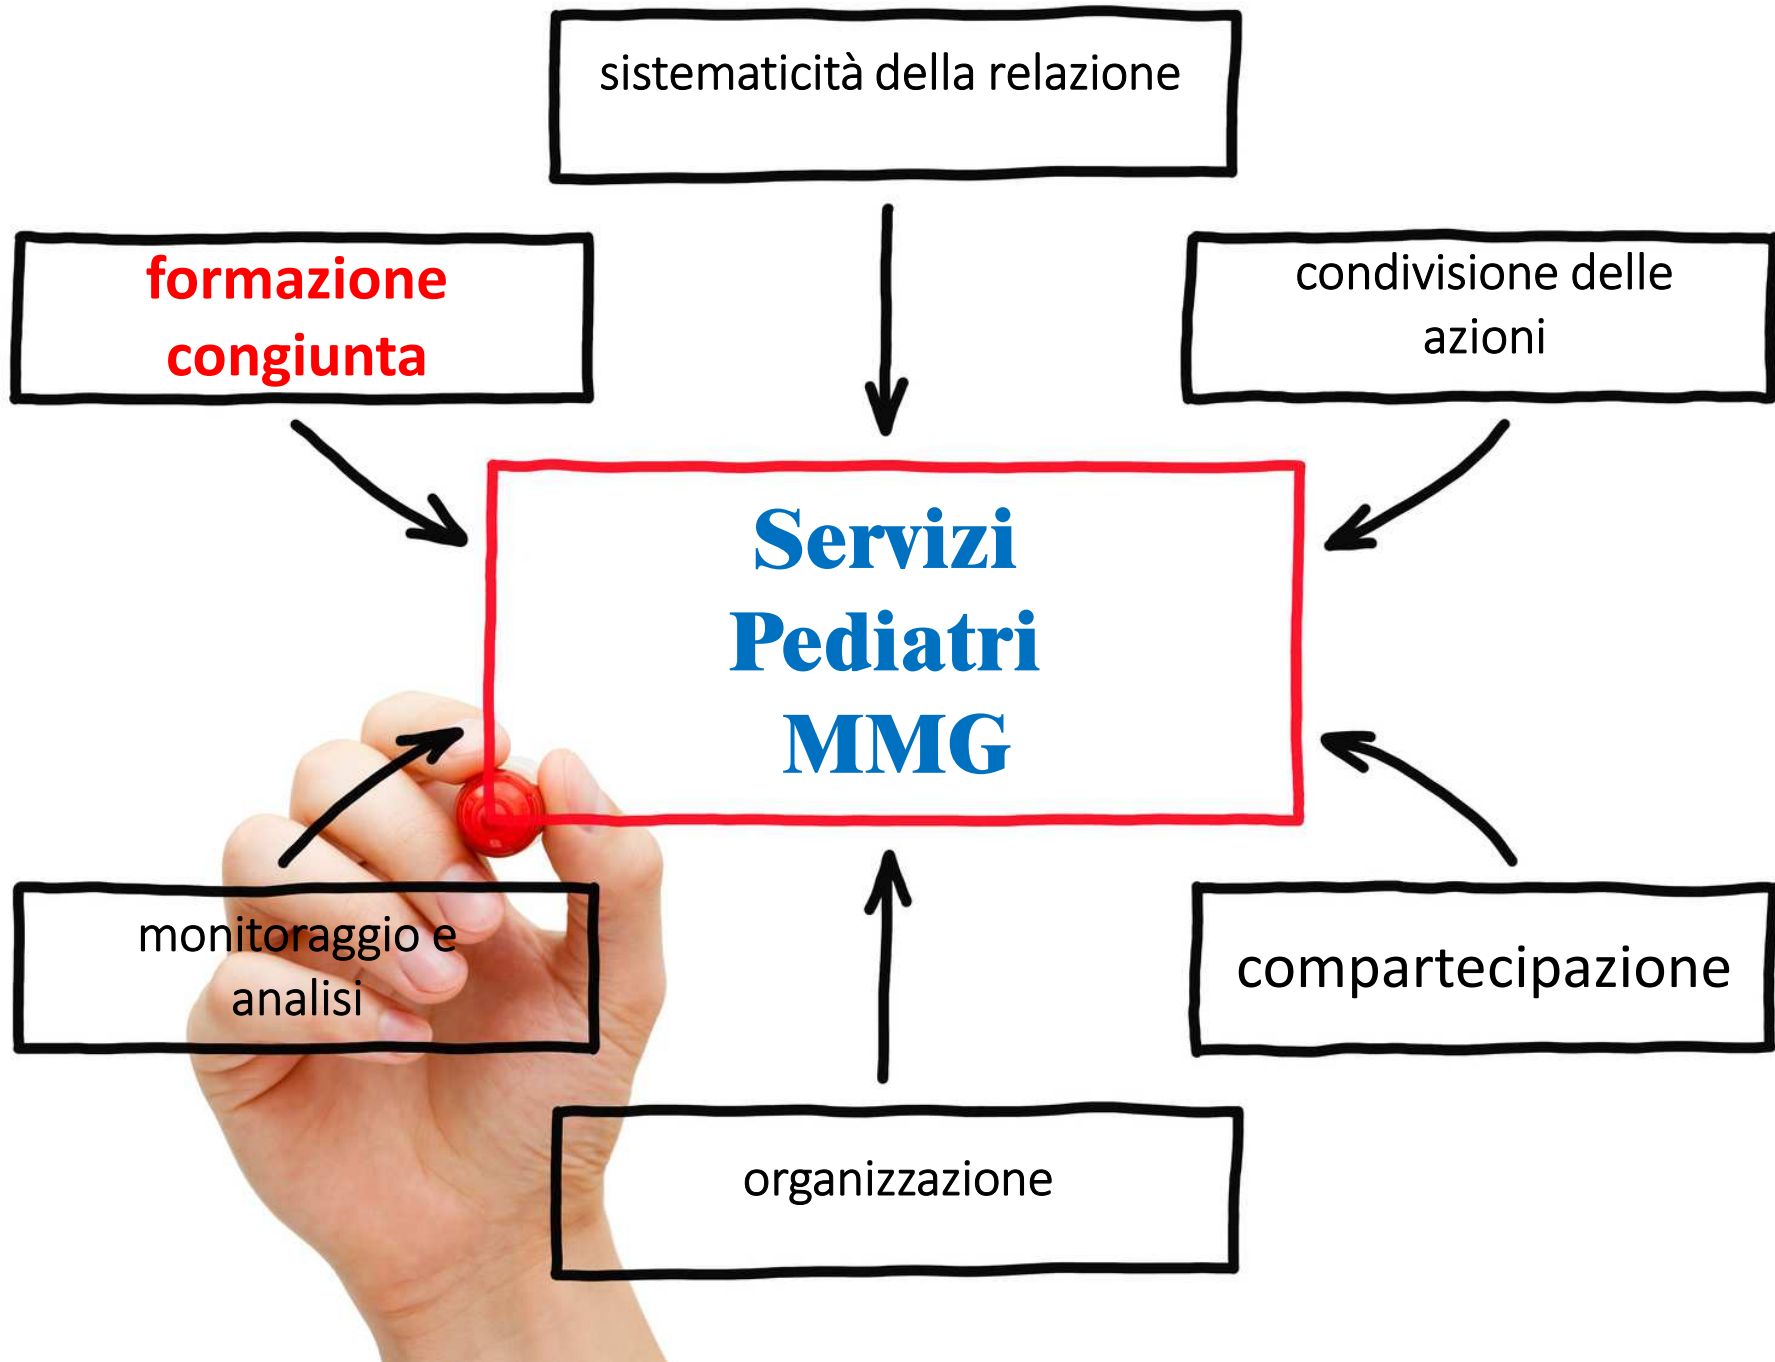 sistematicità della relazione
formazione
congiunta
condivisione delle
azioni
Servizi
Pediatri
MMG
monitoraggio e
analisi
compartecipazione
organizzazione